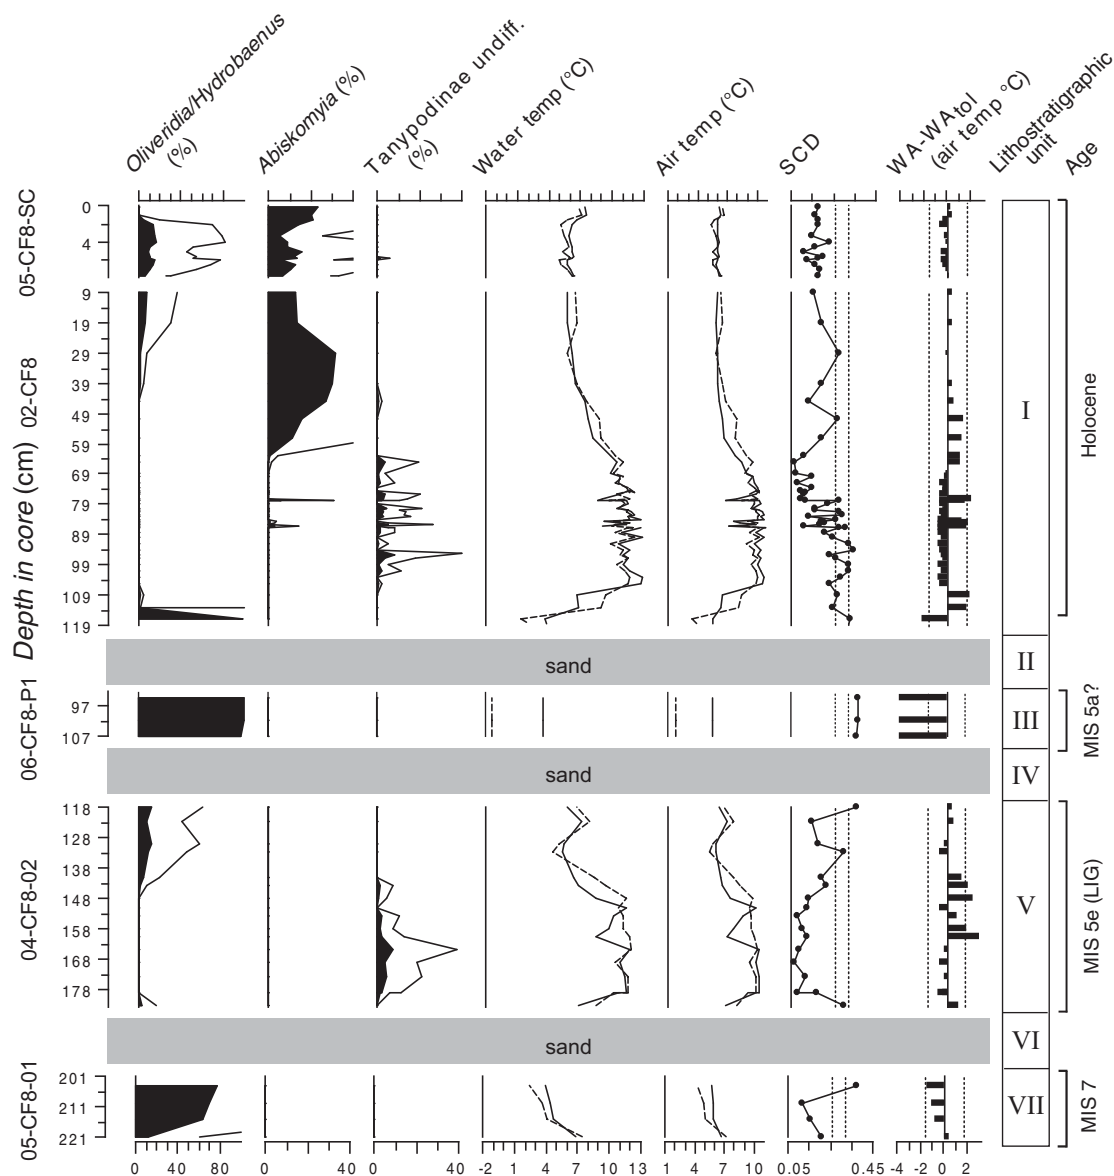 Oliveridia/Hydrobaenus
(%)
Abiskomyia (%)
Tanypodinae undiff.
(%)
Water temp (°C)
Air temp (°C)
SCD
WA-WAtol
(air temp °C)
Lithostratigraphic
unit
Age
Depth in core (cm)
05-CF8-SC
0
4
02-CF8
9
19
29
39
49
59
69
79
89
99
109
119
I
Holocene
sand
II
06-CF8-P1
97
107
III
MIS 5a?
sand
IV
04-CF8-02
118
128
138
148
158
168
178
V
MIS 5e (LIG)
sand
VI
05-CF8-01
201
211
221
VII
MIS 7
0 40 80
0 40
0 20 40
-2 1 4 7 10 13
-2 1 4 7 10
0.05 0.45
-4 -2 0 2